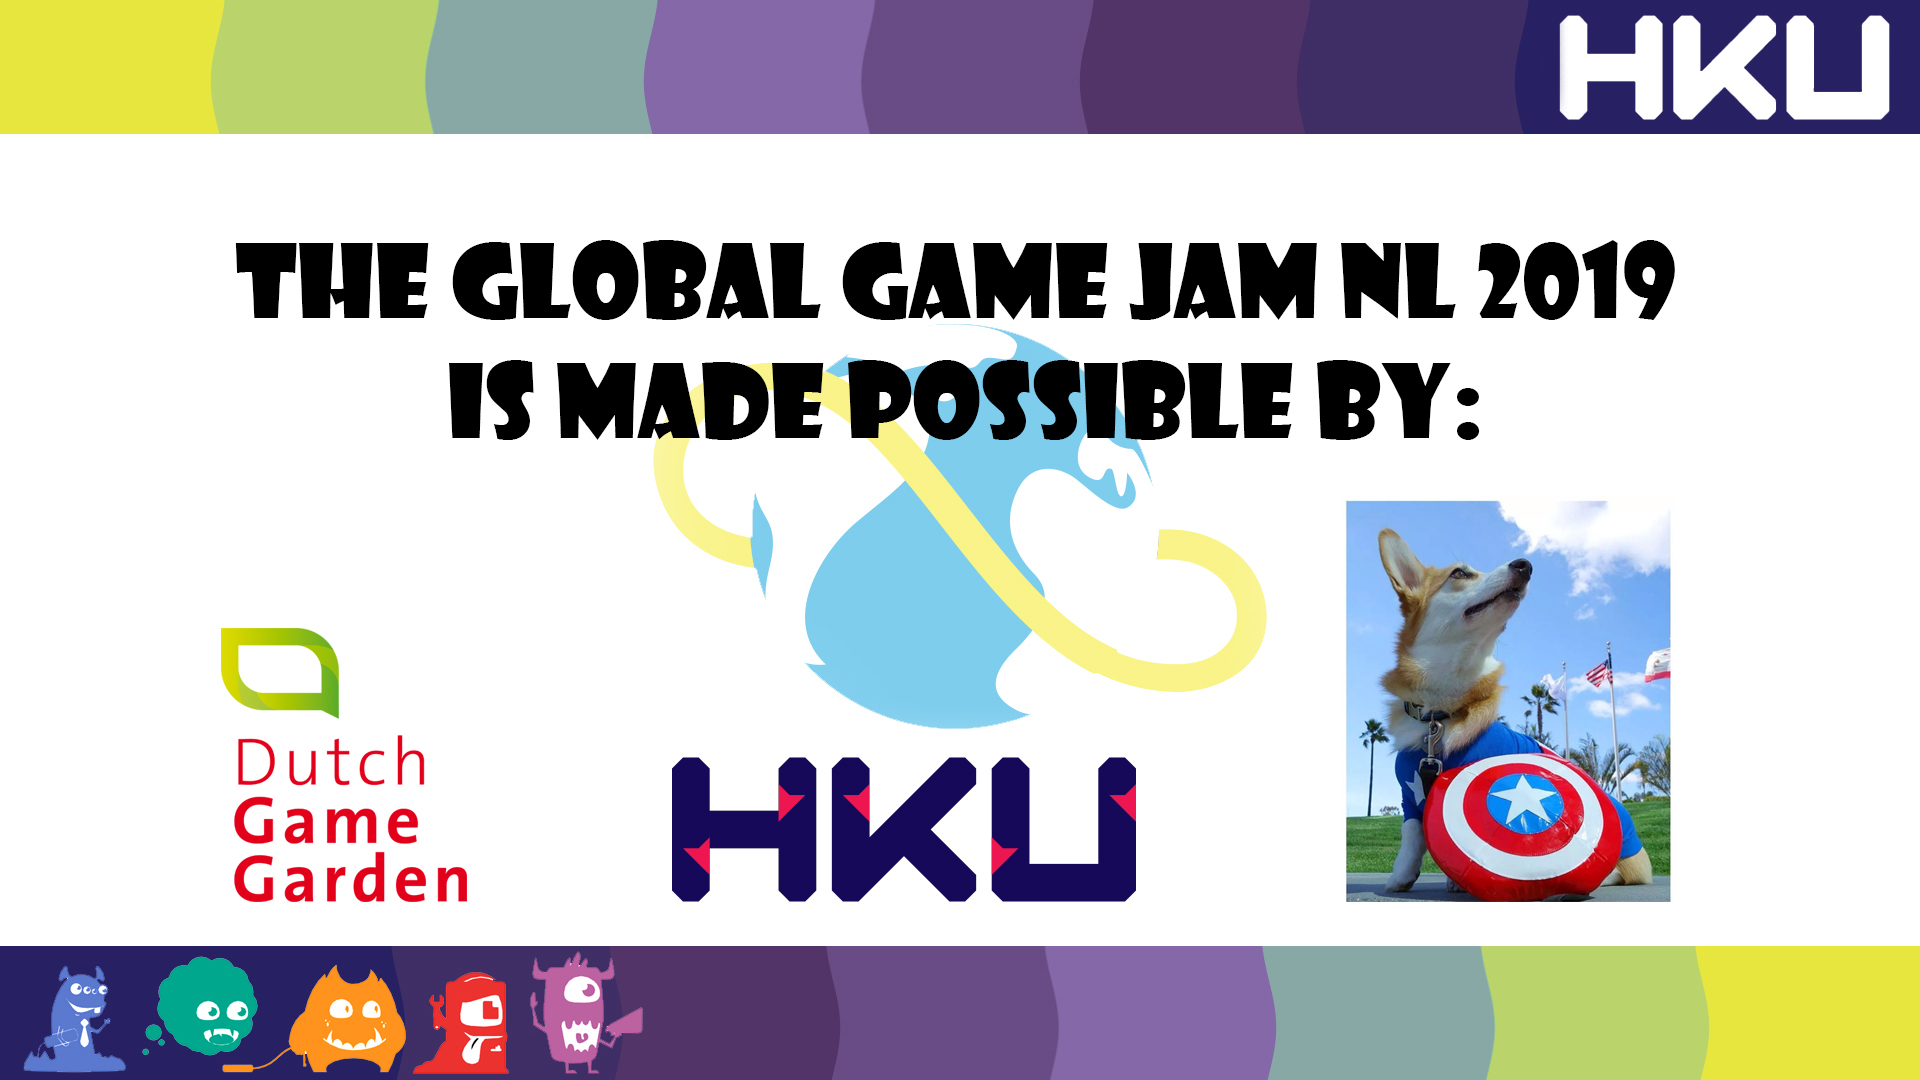 HKU
THE GLOBAL GAME JAM NL 2019
IS MADE POSSIBLE BY:
Dutch
Game
Garden
HKU